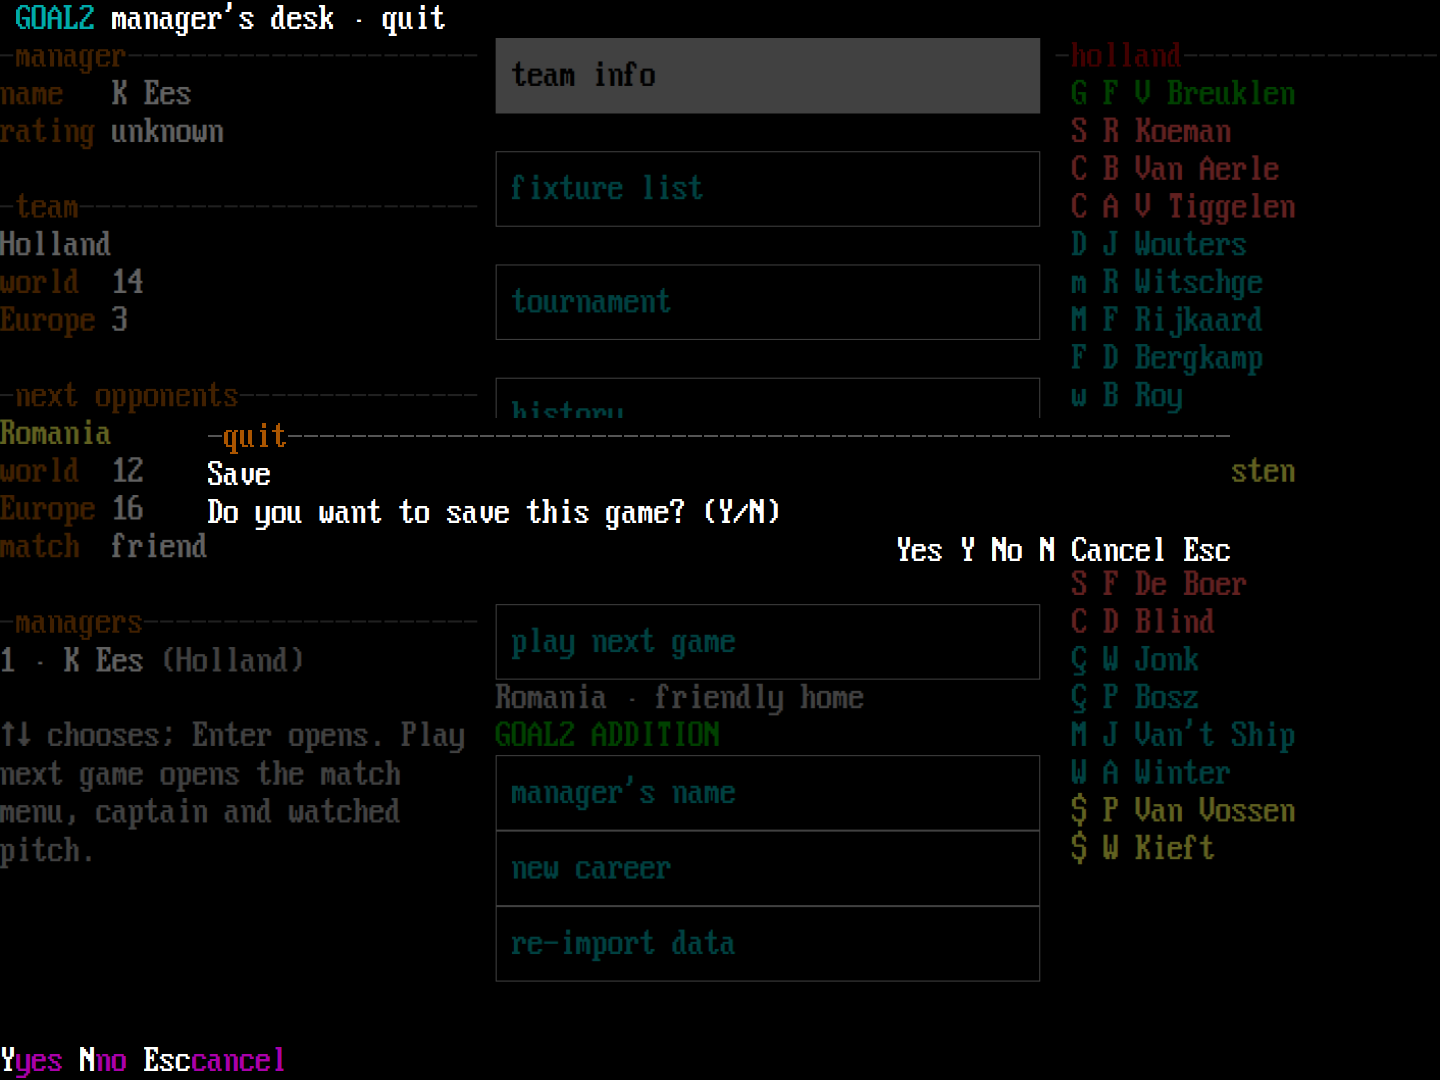 GOAL2 manager's desk · quit
manager
name K Ees
rating unknown
team
Holland
world 14
Europe 3
next opponents
Romania
world 12
Europe 16
match friend
managers
1 · K Ees (Holland)
↑↓ chooses; Enter opens. Play
next game opens the match
menu, captain and watched
pitch.
team info
fixture list
tournament
history
quit
Save
Do you want to save this game? (Y/N)
Yes Y No N Cancel Esc
play next game
Romania · friendly home
GOAL2 ADDITION
manager's name
new career
re-import data
holland
G F V Breuklen
S R Koeman
C B Van Aerle
C A V Tiggelen
D J Wouters
m R Witschge
M F Rijkaard
F D Bergkamp
w B Roy
sten
S F De Boer
C D Blind
Ç W Jonk
Ç P Bosz
M J Van't Ship
W A Winter
$ P Van Vossen
$ W Kieft
Yyes Nno Esccancel